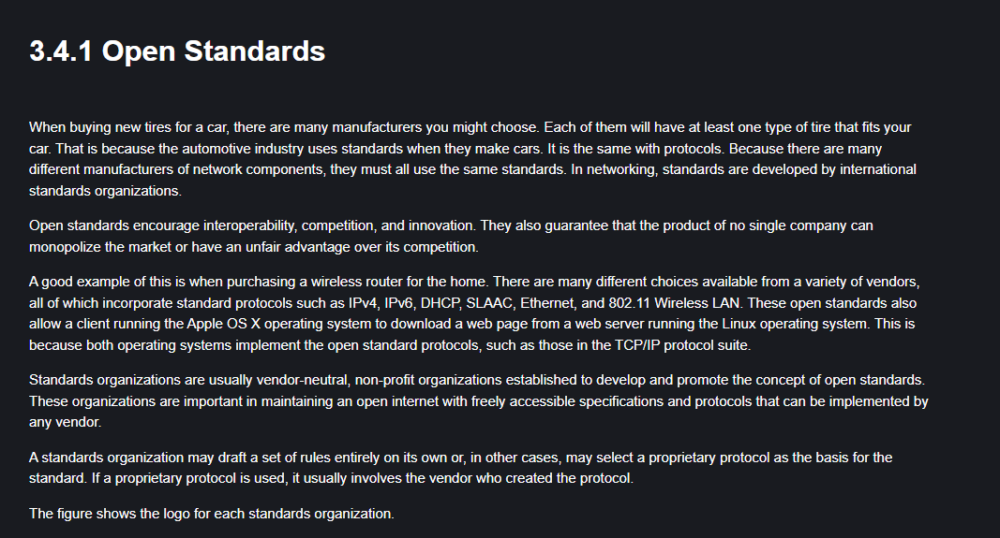 3.4.1 Open Standards
When buying new tires for a car, there are many manufacturers you might choose. Each of them will have at least one type of tire that fits your
car. That is because the automotive industry uses standards when they make cars. It is the same with protocols. Because there are many
different manufacturers of network components, they must all use the same standards. In networking, standards are developed by international
standards organizations.
Open standards encourage interoperability, competition, and innovation. They also guarantee that the product of no single company can
monopolize the market or have an unfair advantage over its competition.
A good example of this is when purchasing a wireless router for the home. There are many different choices available from a variety of vendors,
all of which incorporate standard protocols such as IPv4, IPv6, DHCP, SLAAC, Ethernet, and 802.11 Wireless LAN. These open standards also
allow a client running the Apple OS X operating system to download a web page from a web server running the Linux operating system. This is
because both operating systems implement the open standard protocols, such as those in the TCP/IP protocol suite.
Standards organizations are usually vendor-neutral, non-profit organizations established to develop and promote the concept of open standards.
These organizations are important in maintaining an open internet with freely accessible specifications and protocols that can be implemented by
any vendor.
A standards organization may draft a set of rules entirely on its own or, in other cases, may select a proprietary protocol as the basis for the
standard. If a proprietary protocol is used, it usually involves the vendor who created the protocol.
The figure shows the logo for each standards organization.